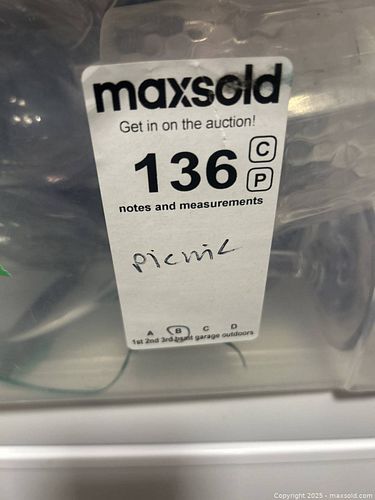 maxsold
Get in on the auction!
136 C
P
notes and measurements
picnic
A B C D
1st 2nd 3rd bsmt garage outdoors
Copyright 2025 - maxsold.com